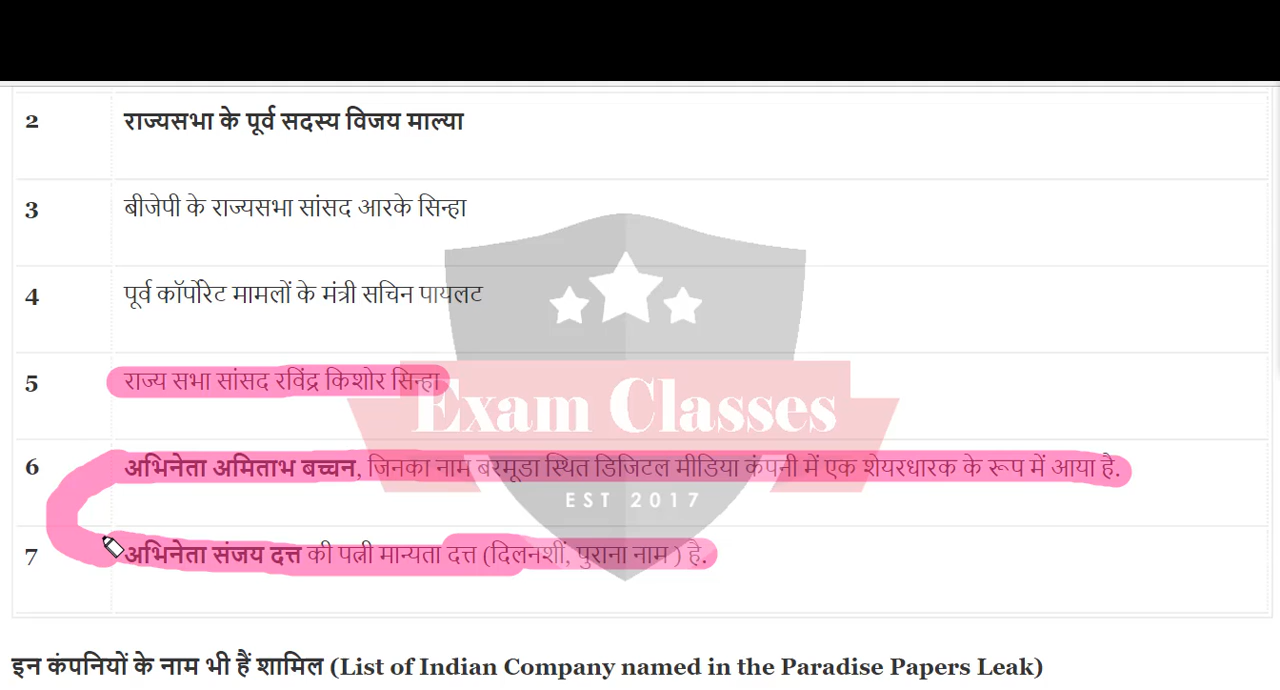 2 राज्यसभा के पूर्व सदस्य विजय माल्या
3 बीजेपी के राज्यसभा सांसद आरके सिन्हा
4 पूर्व कॉर्पोरेट मामलों के मंत्री सचिन पायलट
5 राज्य सभा सांसद रविंद्र किशोर सिन्हा
Exam Classes
6 अभिनेता अमिताभ बच्चन, जिनका नाम बरमूडा स्थित डिजिटल मीडिया कंपनी में एक शेयरधारक के रूप में आया है.
EST 2017
7 अभिनेता संजय दत्त की पत्नी मान्यता दत्त (दिलनशीं, पुराना नाम ) है.
इन कंपनियों के नाम भी हैं शामिल (List of Indian Company named in the Paradise Papers Leak)